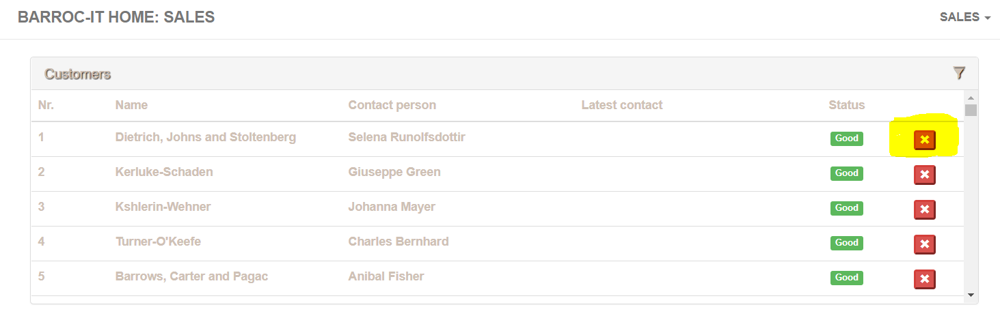 BARROC-IT HOME: SALES
SALES
Customers
Nr. Name Contact person Latest contact Status
1 Dietrich, Johns and Stoltenberg Selena Runolfsdottir Good
2 Kerluke-Schaden Giuseppe Green Good
3 Kshlerin-Wehner Johanna Mayer Good
4 Turner-O'Keefe Charles Bernhard Good
5 Barrows, Carter and Pagac Anibal Fisher Good